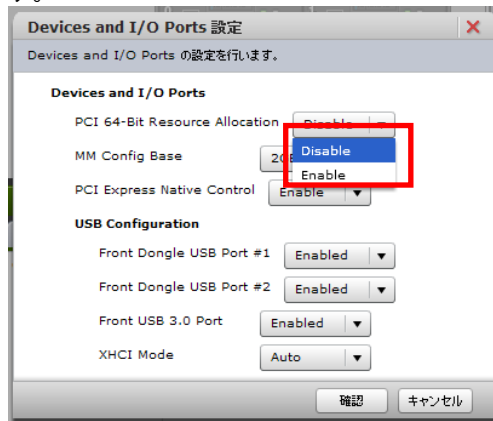 Devices and I/O Ports 設定
Devices and I/O Ports の設定を行います。
Devices and I/O Ports
PCI 64-Bit Resource Allocation Disable
Disable
Enable
MM Config Base
PCI Express Native Control Enable
USB Configuration
Front Dongle USB Port #1 Enabled
Front Dongle USB Port #2 Enabled
Front USB 3.0 Port Enabled
XHCI Mode Auto
確認 キャンセル